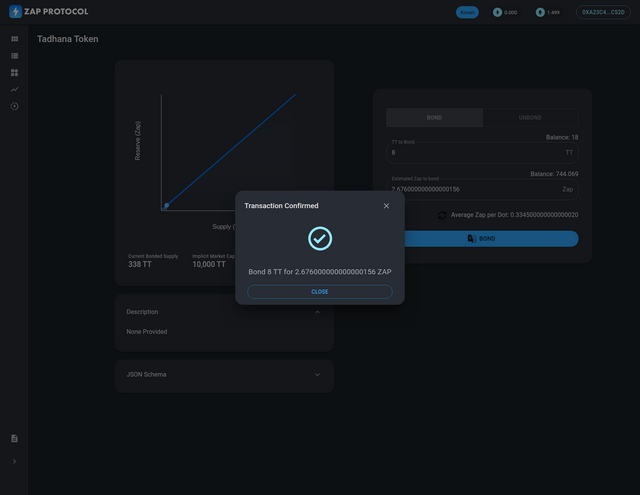 ZAP PROTOCOL
0.000
1.499
0XA23C4...C52D
Tadhana Token
Reserve (Zap)
Supply (
Current Bonded Supply
338 TT
Implicit Market Cap
10,000 TT
Description
None Provided
JSON Schema
BOND
UNBOND
Balance: 18
TT to Bond
8
TT
Balance: 744.069
Estimated Zap to bond
2.676000000000000156
Zap
Average Zap per Dot: 0.334500000000000020
BOND
Transaction Confirmed
Bond 8 TT for 2.676000000000000156 ZAP
CLOSE